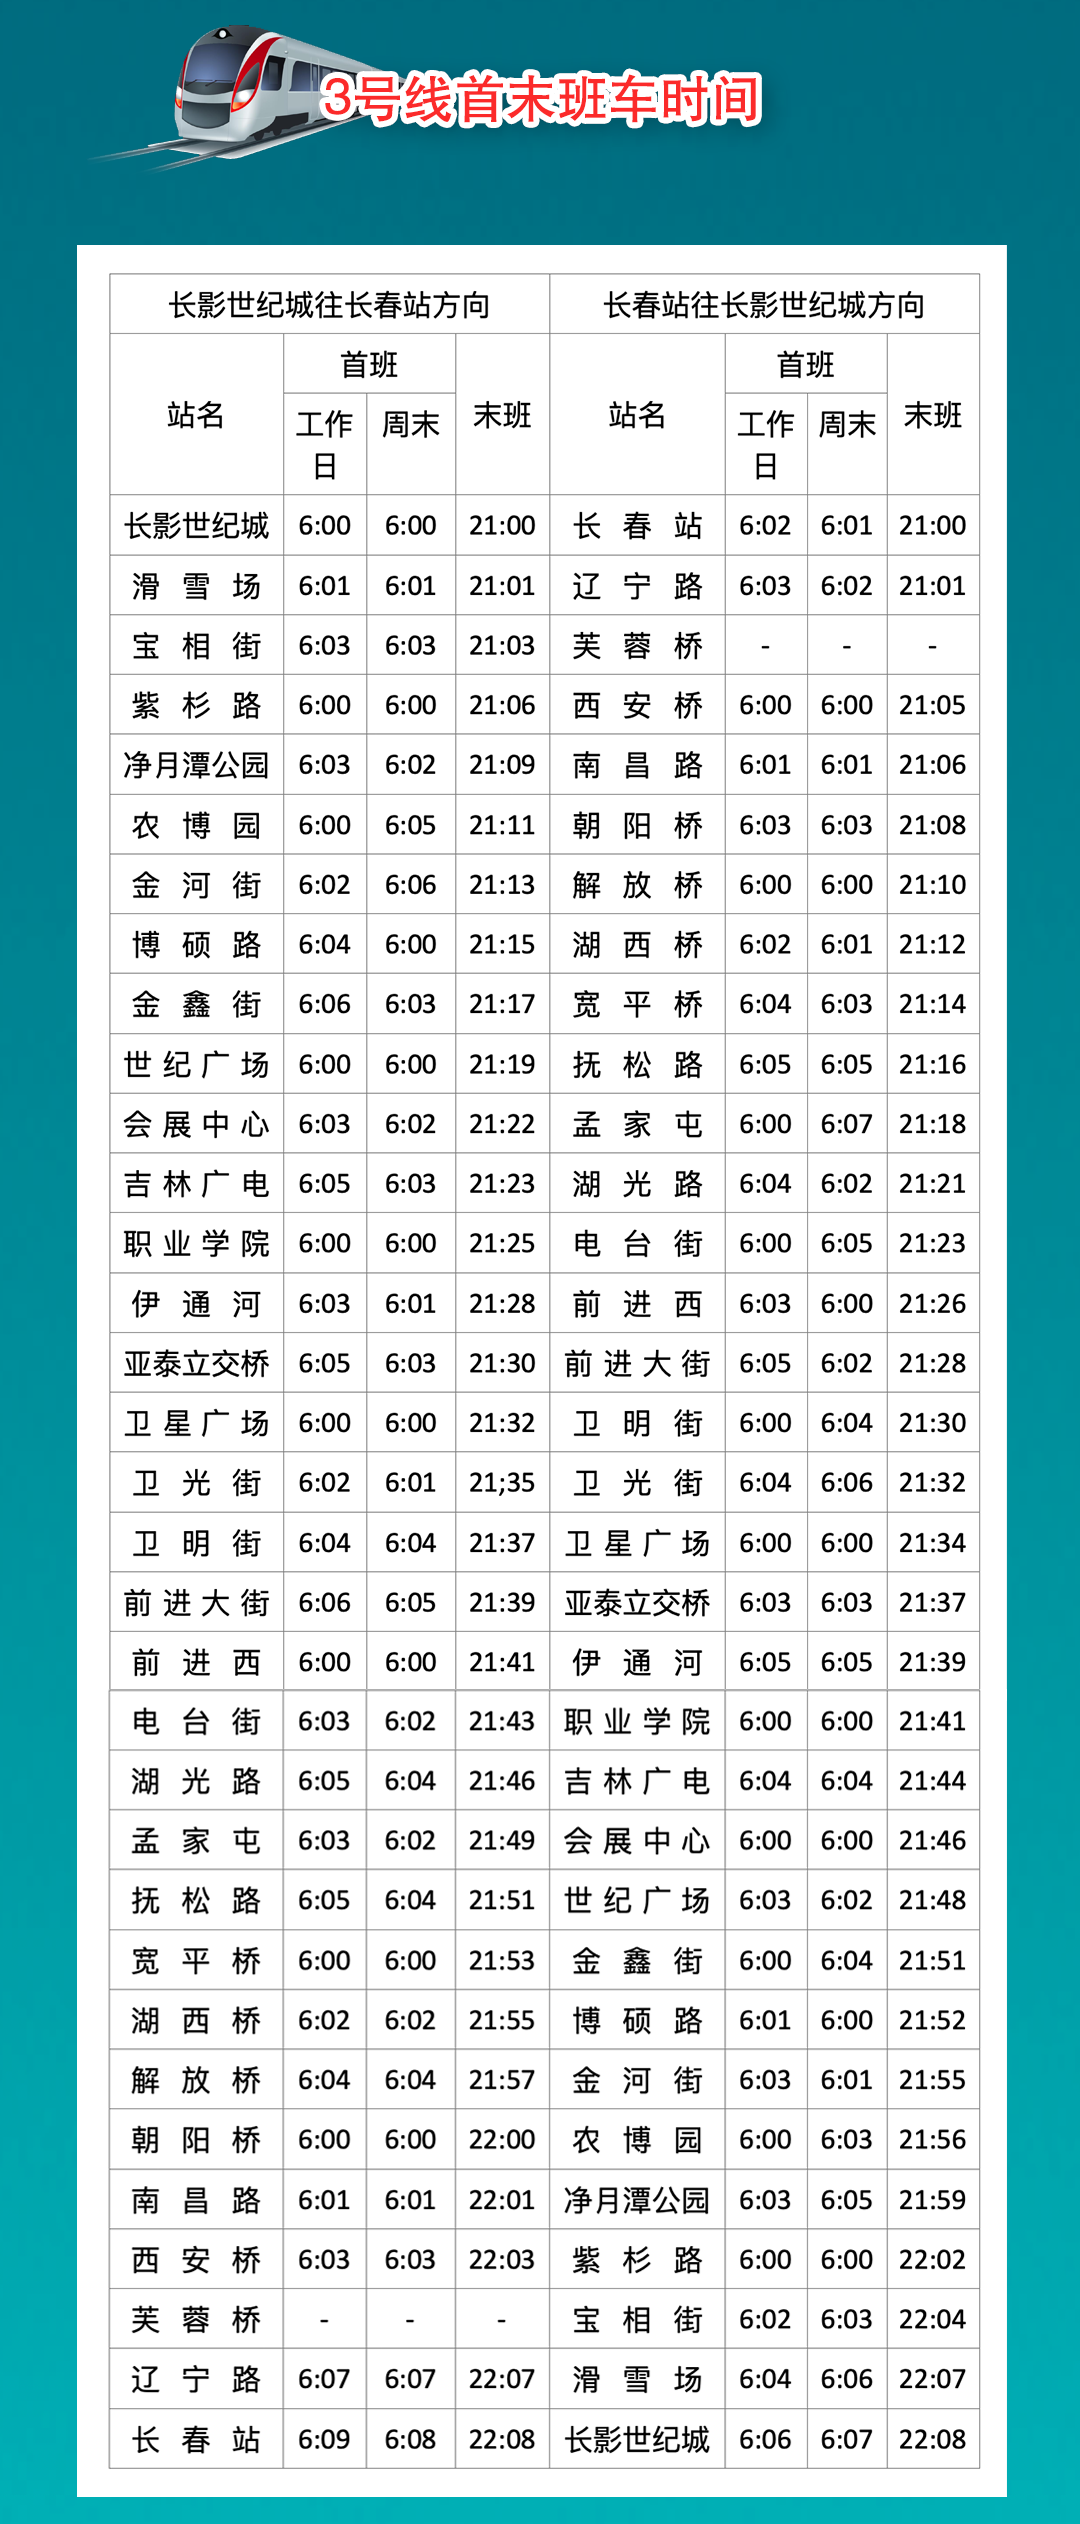 3号线首末班车时间
长影世纪城往长春站方向 长春站往长影世纪城方向
站名 首班 末班 站名 首班 末班
工作日 周末 工作日 周末
长影世纪城 6:00 6:00 21:00 长春站 6:02 6:01 21:00
滑雪场 6:01 6:01 21:01 辽宁路 6:03 6:02 21:01
宝相街 6:03 6:03 21:03 芙蓉桥 - - -
紫杉路 6:00 6:00 21:06 西安桥 6:00 6:00 21:05
净月潭公园 6:03 6:02 21:09 南昌路 6:01 6:01 21:06
农博园 6:00 6:05 21:11 朝阳桥 6:03 6:03 21:08
金河街 6:02 6:06 21:13 解放桥 6:00 6:00 21:10
博硕路 6:04 6:00 21:15 湖西桥 6:02 6:01 21:12
金鑫街 6:06 6:03 21:17 宽平桥 6:04 6:03 21:14
世纪广场 6:00 6:00 21:19 抚松路 6:05 6:05 21:16
会展中心 6:03 6:02 21:22 孟家屯 6:00 6:07 21:18
吉林广电 6:05 6:03 21:23 湖光路 6:04 6:02 21:21
职业学院 6:00 6:00 21:25 电台街 6:00 6:05 21:23
伊通河 6:03 6:01 21:28 前进西 6:03 6:00 21:26
亚泰立交桥 6:05 6:03 21:30 前进大街 6:05 6:02 21:28
卫星广场 6:00 6:00 21:32 卫明街 6:00 6:04 21:30
卫光街 6:02 6:01 21;35 卫光街 6:04 6:06 21:32
卫明街 6:04 6:04 21:37 卫星广场 6:00 6:00 21:34
前进大街 6:06 6:05 21:39 亚泰立交桥 6:03 6:03 21:37
前进西 6:00 6:00 21:41 伊通河 6:05 6:05 21:39
电台街 6:03 6:02 21:43 职业学院 6:00 6:00 21:41
湖光路 6:05 6:04 21:46 吉林广电 6:04 6:04 21:44
孟家屯 6:03 6:02 21:49 会展中心 6:00 6:00 21:46
抚松路 6:05 6:04 21:51 世纪广场 6:03 6:02 21:48
宽平桥 6:00 6:00 21:53 金鑫街 6:00 6:04 21:51
湖西桥 6:02 6:02 21:55 博硕路 6:01 6:00 21:52
解放桥 6:04 6:04 21:57 金河街 6:03 6:01 21:55
朝阳桥 6:00 6:00 22:00 农博园 6:00 6:03 21:56
南昌路 6:01 6:01 22:01 净月潭公园 6:03 6:05 21:59
西安桥 6:03 6:03 22:03 紫杉路 6:00 6:00 22:02
芙蓉桥 - - - 宝相街 6:02 6:03 22:04
辽宁路 6:07 6:07 22:07 滑雪场 6:04 6:06 22:07
长春站 6:09 6:08 22:08 长影世纪城 6:06 6:07 22:08